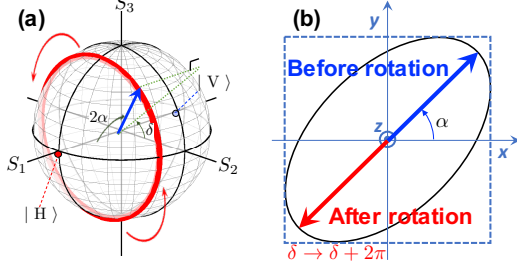 (a)
S₃
| V ⟩
2α
δ
S₁
S₂
| H ⟩
(b)
y
Before rotation
z
α
x
After rotation
δ → δ + 2π